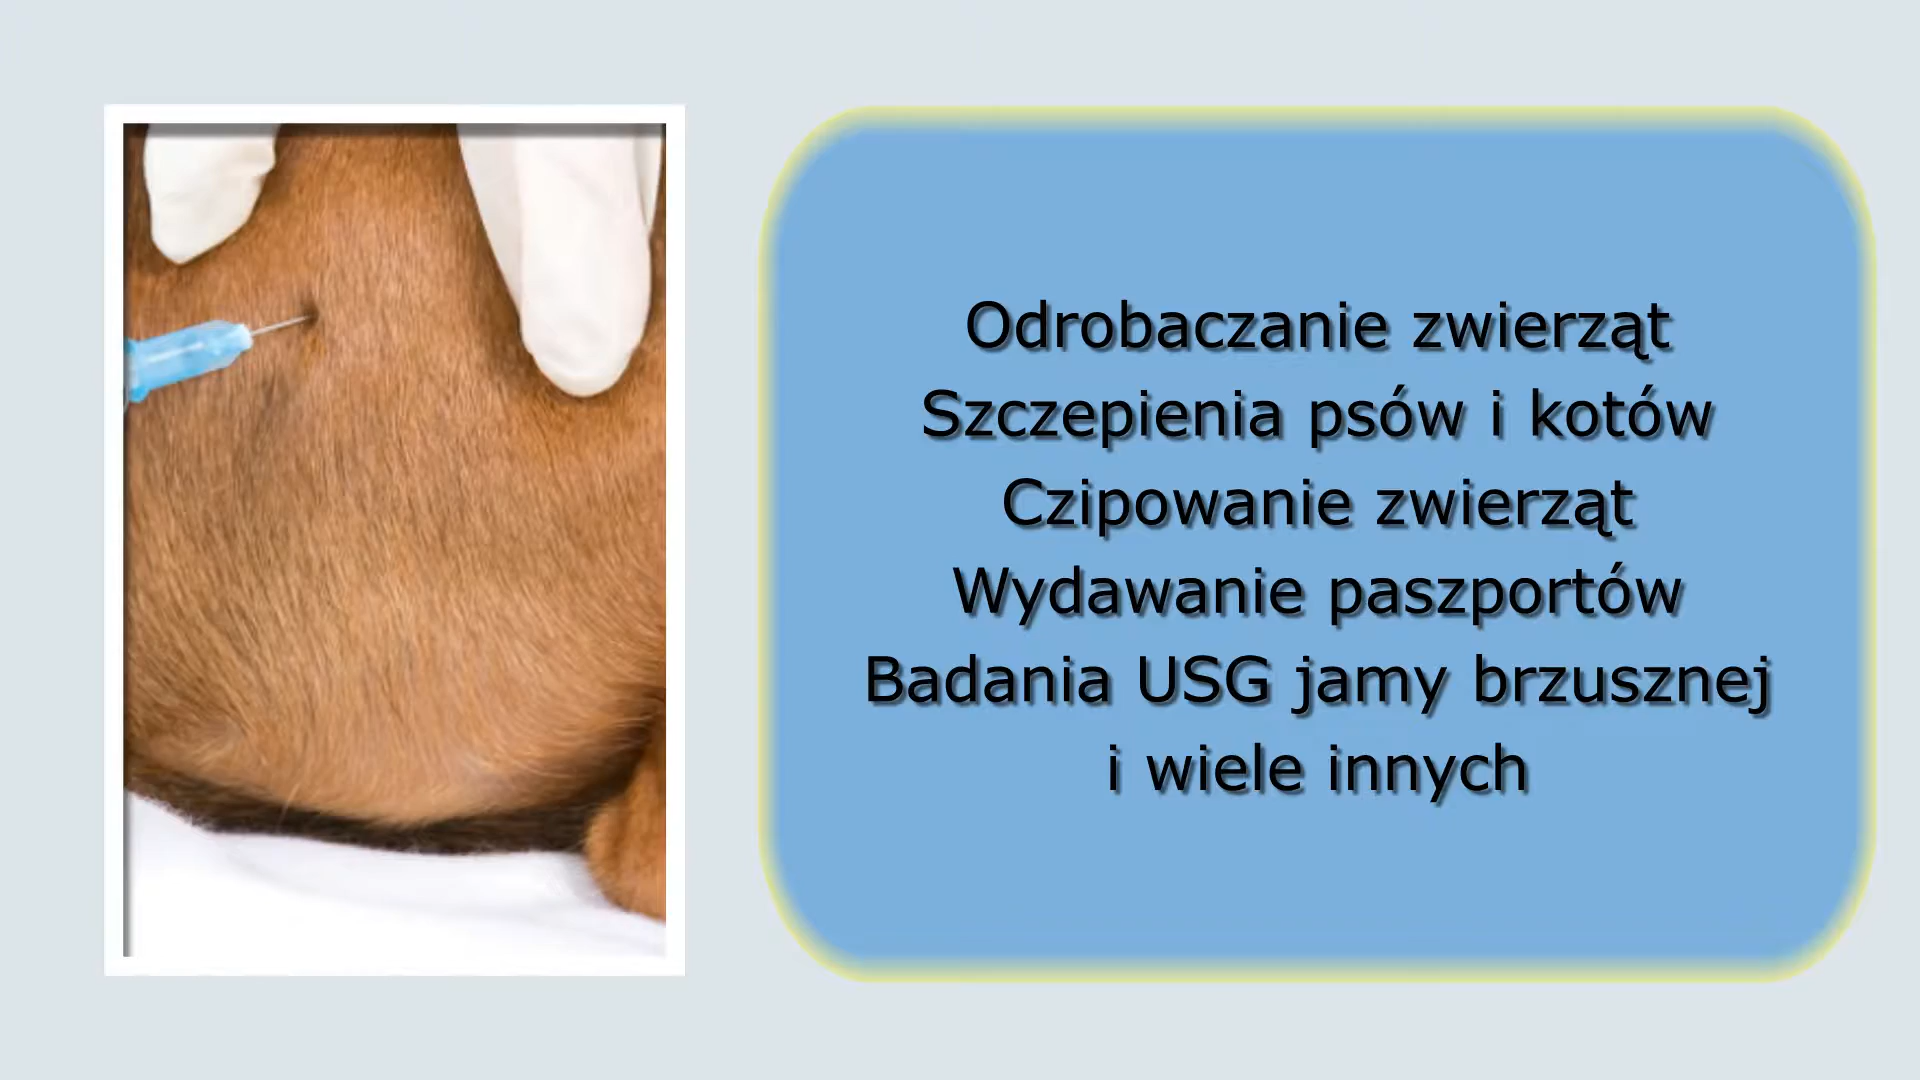 Odrobaczanie zwierząt
Szczepienia psów i kotów
Czipowanie zwierząt
Wydawanie paszportów
Badania USG jamy brzusznej
i wiele innych